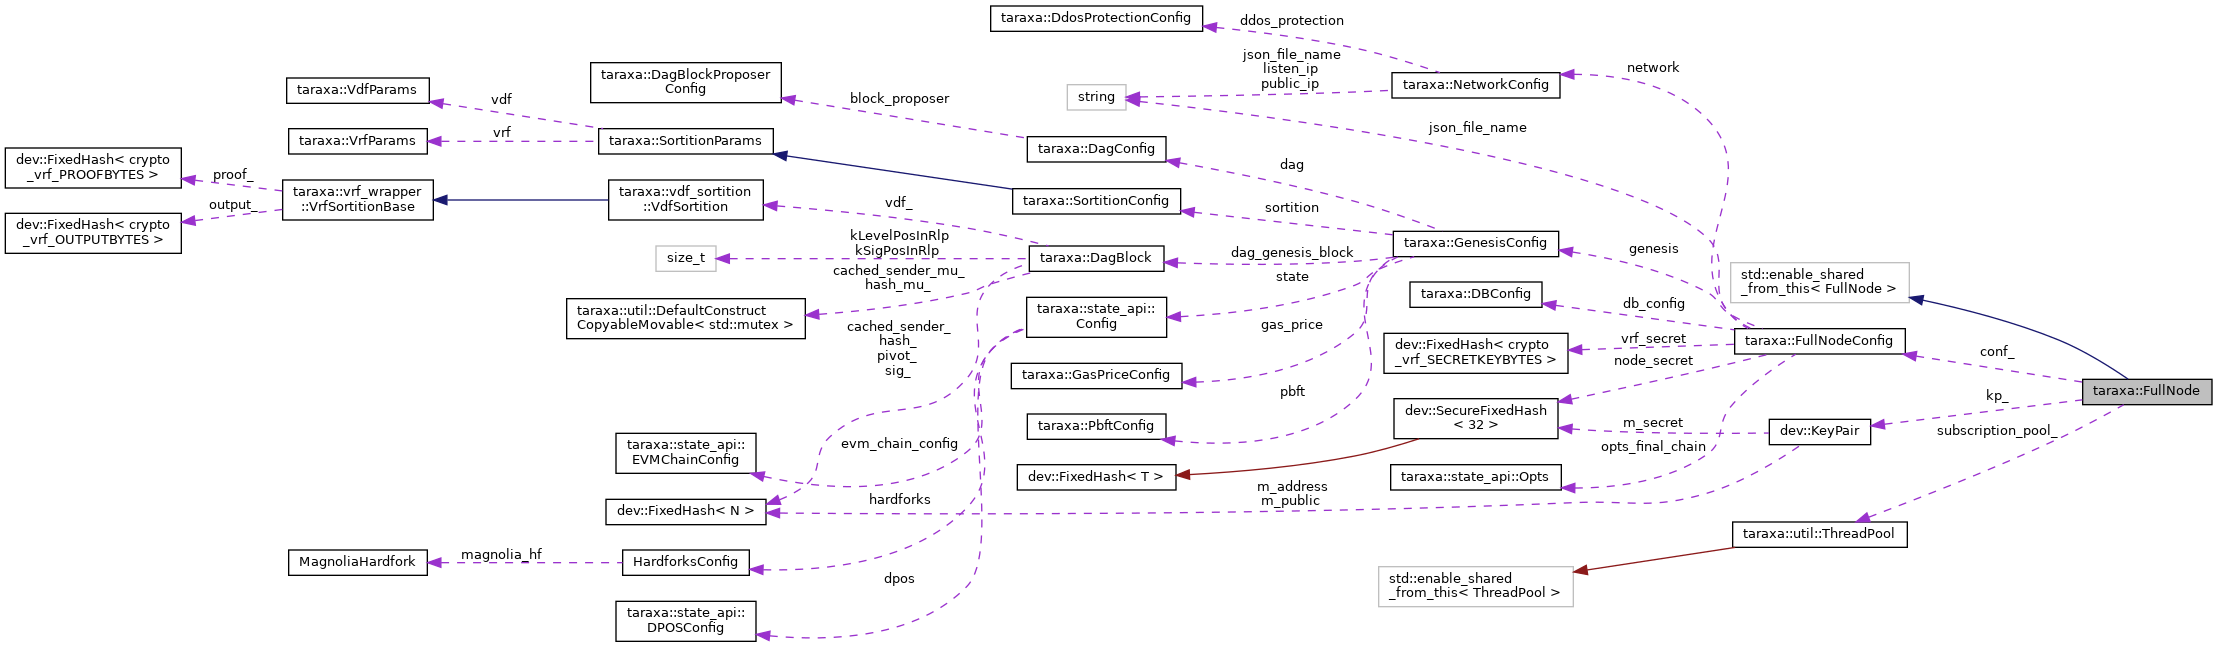 taraxa::DdosProtectionConfig
ddos_protection
json_file_name
listen_ip
public_ip
network
taraxa::DagBlockProposer
Config
taraxa::VdfParams
vdf
block_proposer
string
taraxa::NetworkConfig
json_file_name
taraxa::VrfParams
vrf
taraxa::SortitionParams
taraxa::DagConfig
dag
dev::FixedHash< crypto
_vrf_PROOFBYTES >
proof_
taraxa::vrf_wrapper
::VrfSortitionBase
taraxa::vdf_sortition
::VdfSortition
vdf_
taraxa::SortitionConfig
sortition
output_
dev::FixedHash< crypto
_vrf_OUTPUTBYTES >
kLevelPosInRlp
kSigPosInRlp
size_t
taraxa::DagBlock
dag_genesis_block
taraxa::GenesisConfig
genesis
cached_sender_mu_
hash_mu_
state
std::enable_shared
_from_this< FullNode >
taraxa::DBConfig
db_config
taraxa::util::DefaultConstruct
CopyableMovable< std::mutex >
taraxa::state_api::
Config
gas_price
cached_sender_
hash_
pivot_
sig_
dev::FixedHash< crypto
_vrf_SECRETKEYBYTES >
vrf_secret
node_secret
taraxa::FullNodeConfig
conf_
taraxa::GasPriceConfig
pbft
taraxa::FullNode
kp_
taraxa::PbftConfig
dev::SecureFixedHash
< 32 >
m_secret
dev::KeyPair
subscription_pool_
opts_final_chain
taraxa::state_api::
EVMChainConfig
evm_chain_config
dev::FixedHash< T >
taraxa::state_api::Opts
m_address
m_public
hardforks
dev::FixedHash< N >
taraxa::util::ThreadPool
MagnoliaHardfork
magnolia_hf
HardforksConfig
dpos
std::enable_shared
_from_this< ThreadPool >
taraxa::state_api::
DPOSConfig